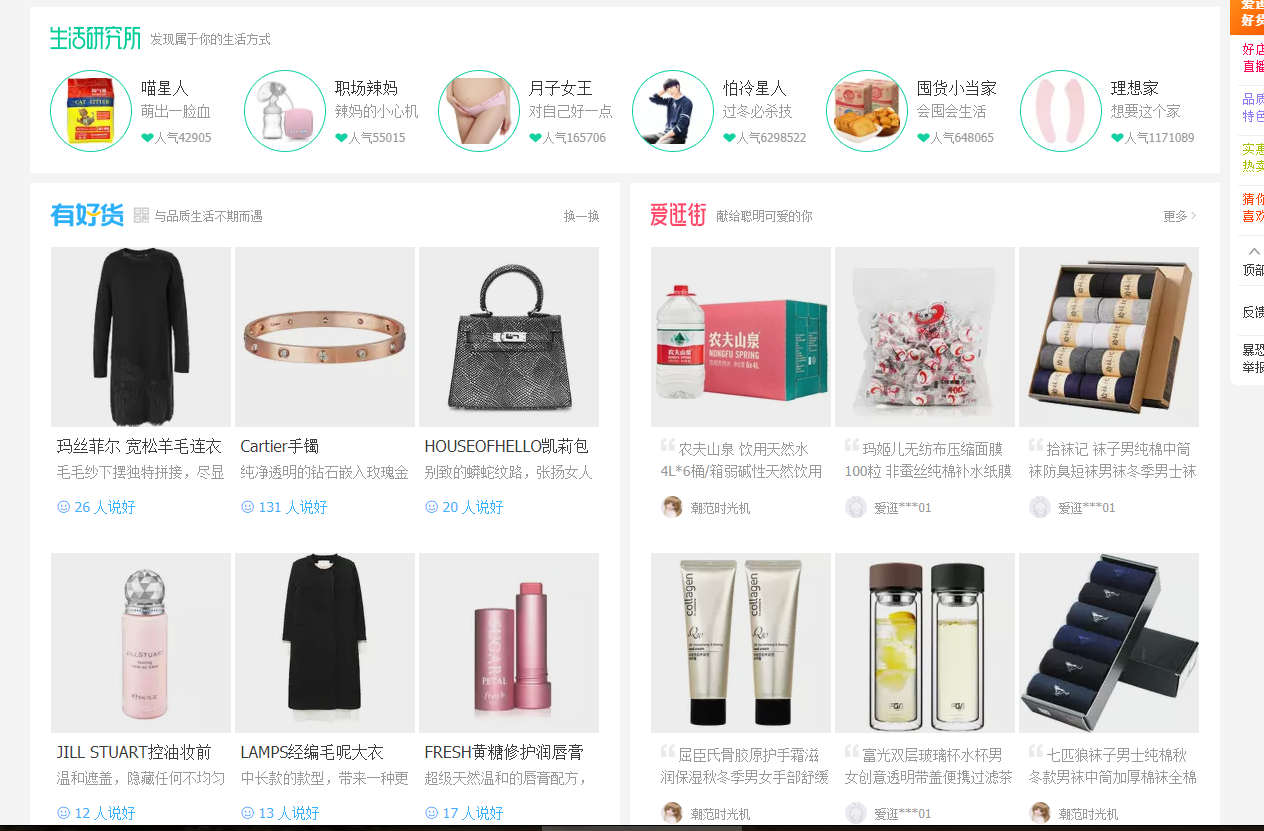 生活研究所 发现属于你的生活方式
喵星人
萌出一脸血
人气42905
职场辣妈
辣妈的小心机
人气55015
月子女王
对自己好一点
人气165706
怕冷星人
过冬必杀技
人气6298522
囤货小当家
会囤会生活
人气648065
理想家
想要这个家
人气1171089
有好货 与品质生活不期而遇 换一换
玛丝菲尔 宽松羊毛连衣
毛毛纱下摆独特拼接，尽显
26 人说好
Cartier手镯
纯净透明的钻石嵌入玫瑰金
131 人说好
HOUSEOFHELLO凯莉包
别致的蟒蛇纹路，张扬女人
20 人说好
JILL STUART控油妆前
温和遮盖，隐藏任何不均匀
12 人说好
LAMPS经编毛呢大衣
中长款的款型，带来一种更
13 人说好
FRESH黄糖修护润唇膏
超级天然温和的唇膏配方，
17 人说好
爱逛街 献给聪明可爱的你 更多
农夫山泉
NONGFU SPRING
农夫山泉 饮用天然水
4L*6桶/箱弱碱性天然饮用
潮范时光机
玛姬儿无纺布压缩面膜
100粒 非蚕丝纯棉补水纸膜
爱逛***01
拾袜记 袜子男纯棉中筒
袜防臭短袜男袜冬季男士袜
爱逛***01
collagen
collagen
屈臣氏骨胶原护手霜滋
润保湿秋冬季男女手部舒缓
潮范时光机
富光双层玻璃杯水杯男
女创意透明带盖便携过滤茶
爱逛***01
七匹狼袜子男士纯棉秋
冬款男袜中筒加厚棉袜全棉
潮范时光机
CAT LITTER
JILLSTUART
SUGAR
PETAL
fresh
FGA
FGA
好店
直播
品质
特色
实惠
热卖
猜你
喜欢
顶部
反馈
暴恐
举报